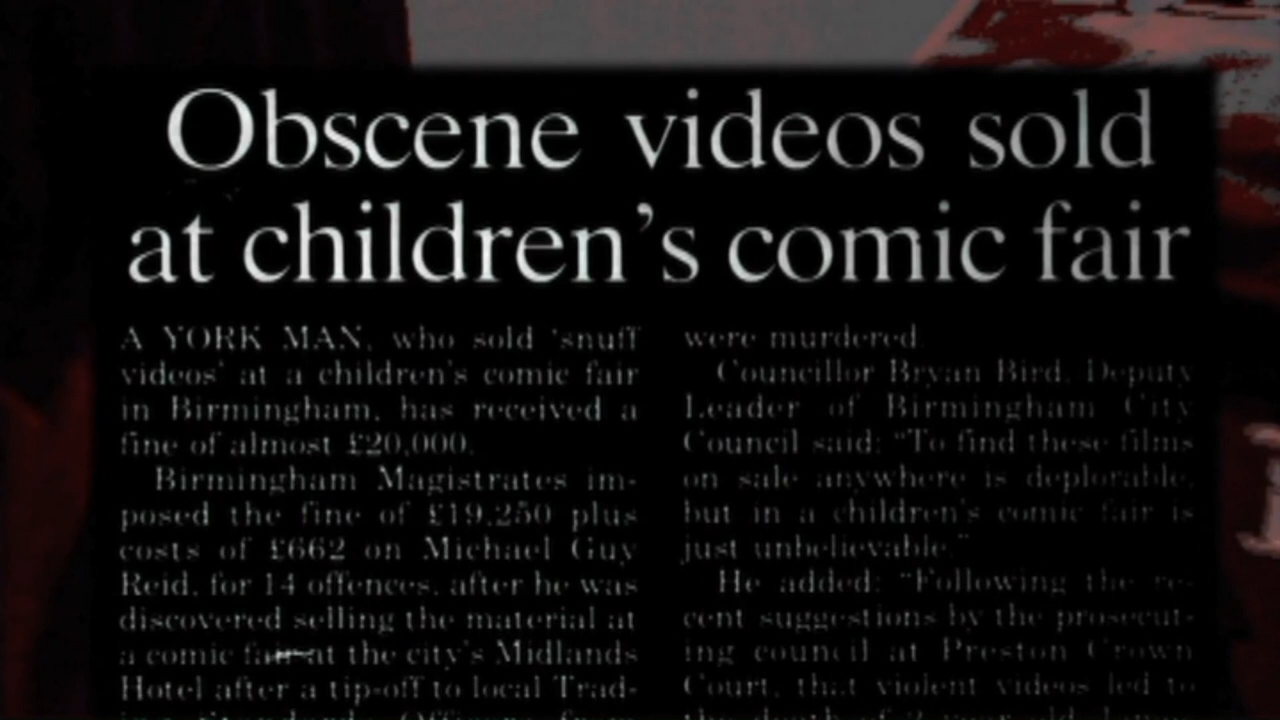 Obscene videos sold
at children's comic fair
A YORK MAN, who sold 'snuff
videos' at a children's comic fair
in Birmingham, has received a
fine of almost £20,000.
Birmingham Magistrates im-
posed the fine of £19,250 plus
costs of £662 on Michael Guy
Reid, for 14 offences, after he was
discovered selling the material at
a comic fair at the city's Midlands
Hotel after a tip-off to local Trad-
were murdered.
Councillor Bryan Bird, Deputy
Leader of Birmingham City
Council said: "To find these films
on sale anywhere is deplorable,
but in a children's comic fair is
just unbelievable."
He added: "Following the re-
cent suggestions by the prosecut-
ing council at Preston Crown
Court, that violent videos led to